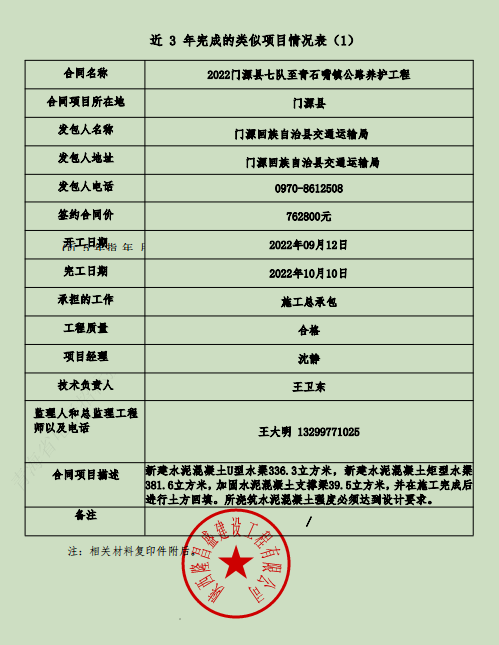 近 3 年完成的类似项目情况表（1）
合同名称 2022门源县七队至青石嘴镇公路养护工程
合同项目所在地 门源县
发包人名称 门源回族自治县交通运输局
发包人地址 门源回族自治县交通运输局
发包人电话 0970-8612508
签约合同价 762800元
开工日期 2022年09月12日
完工日期 2022年10月10日
承担的工作 施工总承包
工程质量 合格
项目经理 沈静
技术负责人 王卫东
监理人和总监理工程
师以及电话 王大明 13299771025
合同项目描述 新建水泥混凝土U型水渠336.3立方米，新建水泥混凝土矩型水渠
381.6立方米，加固水泥混凝土支撑梁39.5立方米，并在施工完成后
进行土方回填。所浇筑水泥混凝土强度必须达到设计要求。
备注 /
注：相关材料复印件附后。
建设工程有限公司